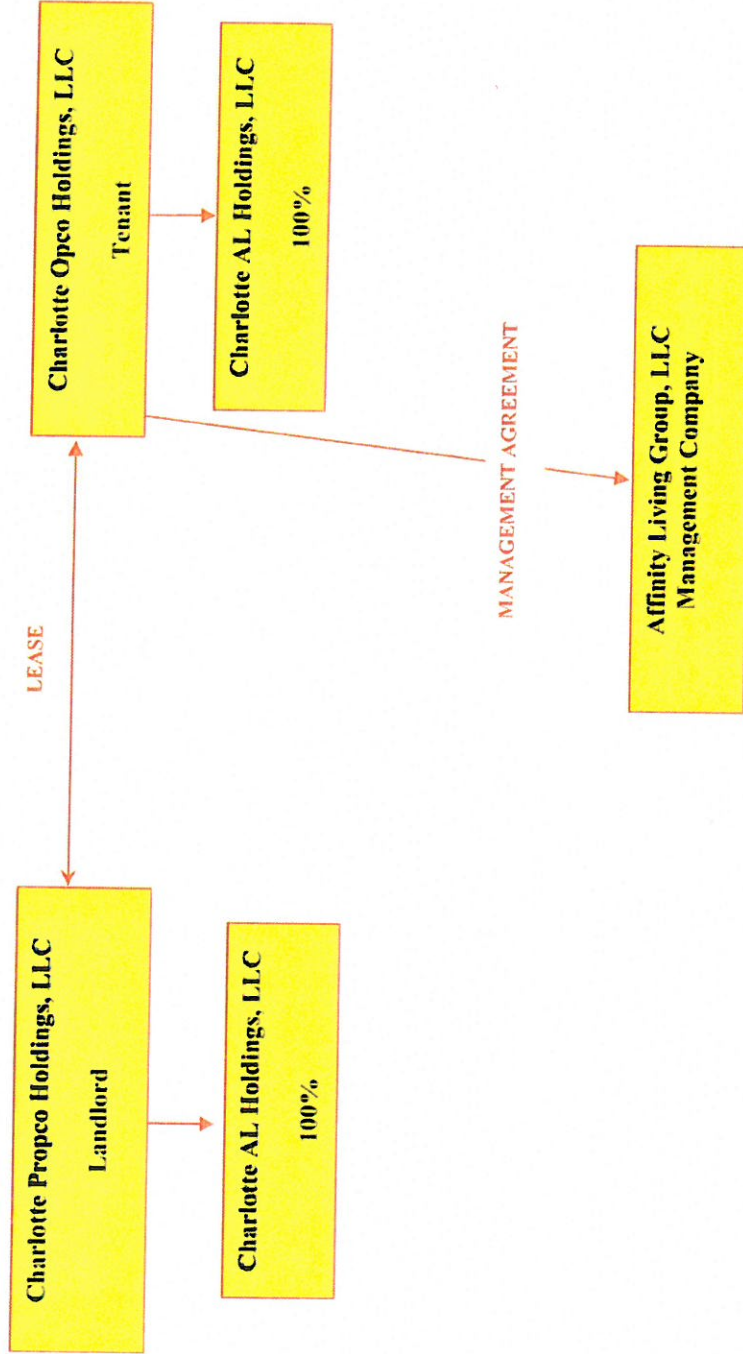 Charlotte Propco Holdings, LLC
Landlord
Charlotte AL Holdings, LLC
100%
LEASE
Charlotte Opco Holdings, LLC
Tenant
Charlotte AL Holdings, LLC
100%
MANAGEMENT AGREEMENT
Affinity Living Group, LLC
Management Company